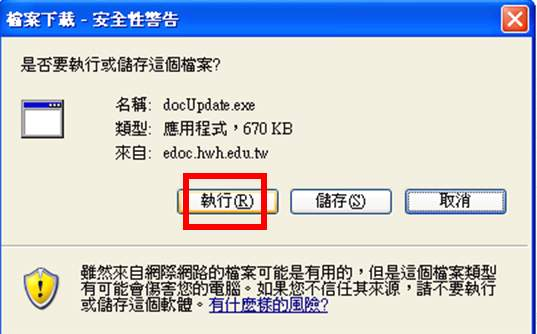 檔案下載 - 安全性警告
是否要執行或儲存這個檔案?
名稱: docUpdate.exe
類型: 應用程式，670 KB
來自: edoc.hwh.edu.tw
執行(R) 儲存(S) 取消
雖然來自網際網路的檔案可能是有用的，但是這個檔案類型
有可能會傷害您的電腦。如果您不信任其來源，請不要執行
或儲存這個軟體。有什麼樣的風險?